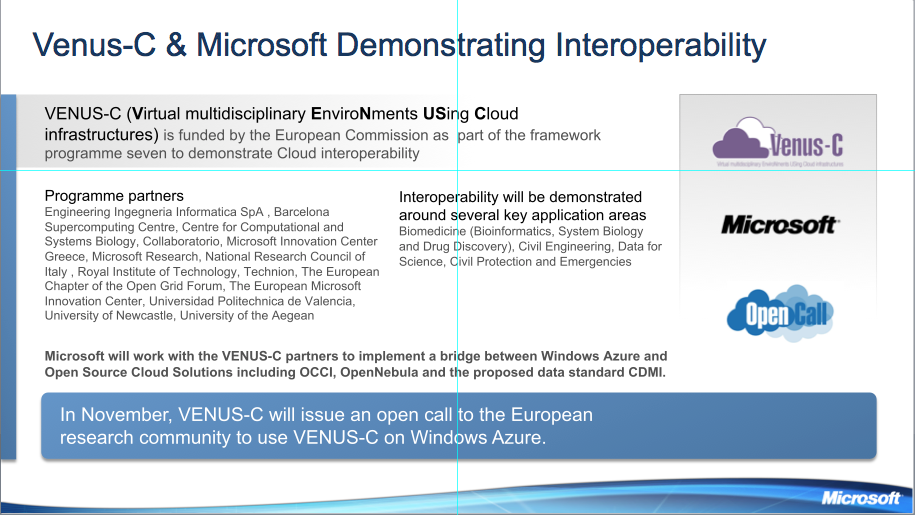 Venus-C & Microsoft Demonstrating Interoperability
VENUS-C (Virtual multidisciplinary EnviroNments USing Cloud
infrastructures) is funded by the European Commission as part of the framework
programme seven to demonstrate Cloud interoperability
Programme partners
Engineering Ingegneria Informatica SpA , Barcelona
Supercomputing Centre, Centre for Computational and
Systems Biology, Collaboratorio, Microsoft Innovation Center
Greece, Microsoft Research, National Research Council of
Italy , Royal Institute of Technology, Technion, The European
Chapter of the Open Grid Forum, The European Microsoft
Innovation Center, Universidad Politechnica de Valencia,
University of Newcastle, University of the Aegean
Interoperability will be demonstrated
around several key application areas
Biomedicine (Bioinformatics, System Biology
and Drug Discovery), Civil Engineering, Data for
Science, Civil Protection and Emergencies
Venus-C
Virtual multidisciplinary EnviroNments USing Cloud infrastructures
Microsoft
Open Call
Microsoft will work with the VENUS-C partners to implement a bridge between Windows Azure and
Open Source Cloud Solutions including OCCI, OpenNebula and the proposed data standard CDMI.
In November, VENUS-C will issue an open call to the European
research community to use VENUS-C on Windows Azure.
Microsoft